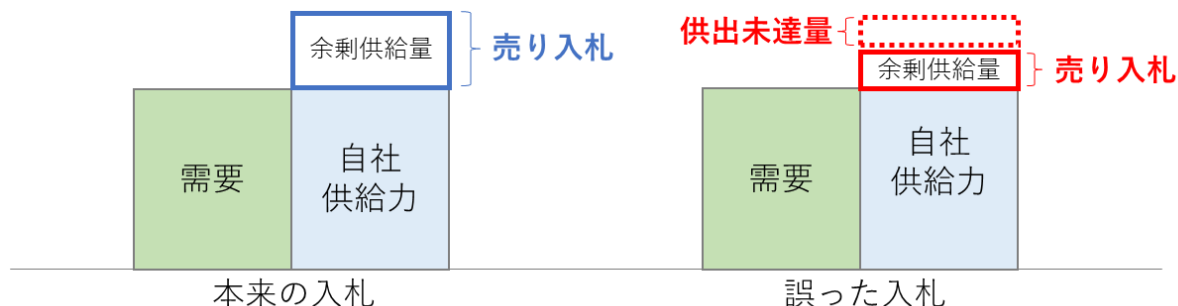 余剰供給量
売り入札
需要
自社
供給力
本来の入札
供出未達量
余剰供給量
売り入札
需要
自社
供給力
誤った入札